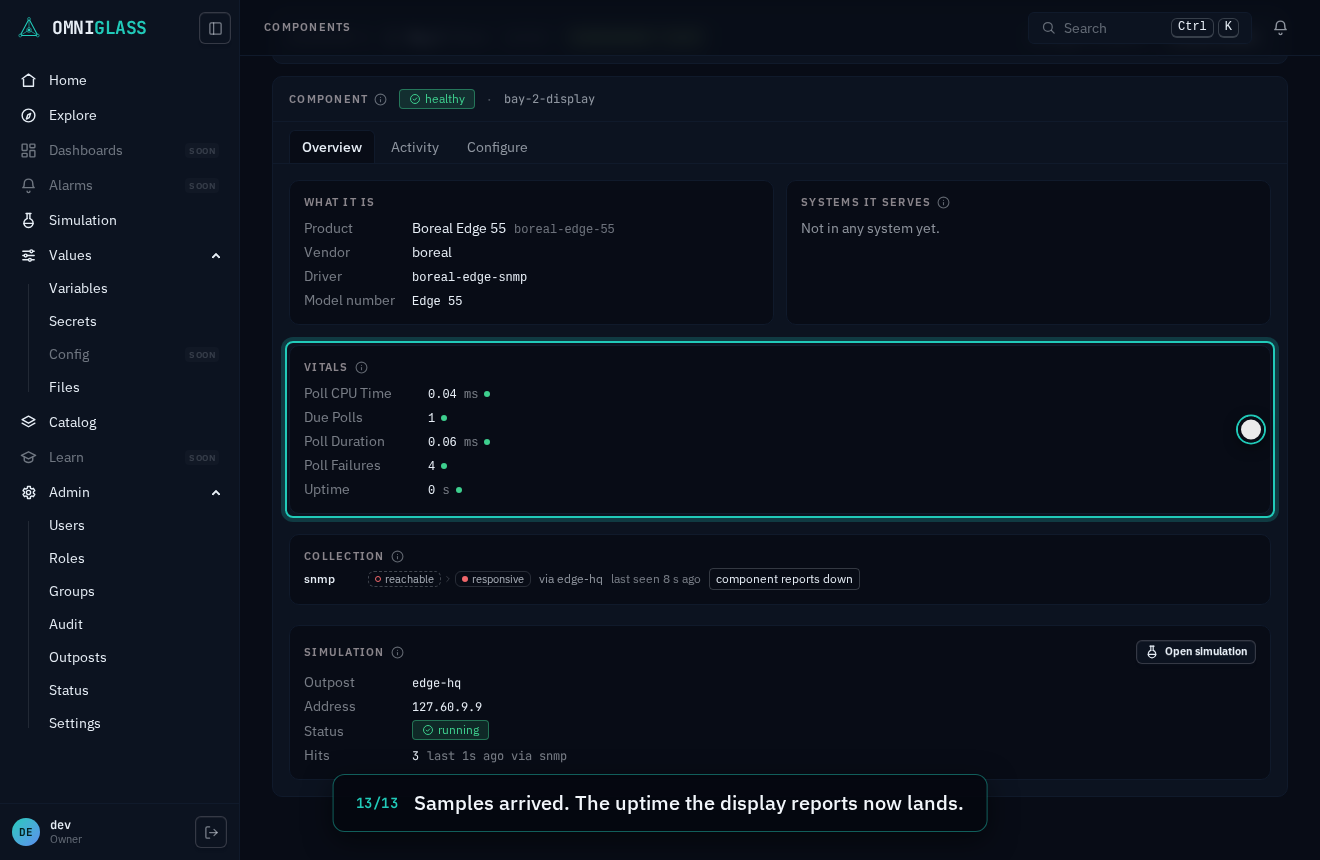 OMNIGLASS
COMPONENTS
Search
Ctrl K
Home
Explore
Dashboards SOON
Alarms SOON
Simulation
Values
Variables
Secrets
Config SOON
Files
Catalog
Learn SOON
Admin
Users
Roles
Groups
Audit
Outposts
Status
Settings
DE dev
Owner
COMPONENT healthy · bay-2-display
Overview Activity Configure
WHAT IT IS
Product Boreal Edge 55 boreal-edge-55
Vendor boreal
Driver boreal-edge-snmp
Model number Edge 55
SYSTEMS IT SERVES
Not in any system yet.
VITALS
Poll CPU Time 0.04 ms
Due Polls 1
Poll Duration 0.06 ms
Poll Failures 4
Uptime 0 s
COLLECTION
snmp reachable › responsive via edge-hq last seen 8 s ago component reports down
SIMULATION Open simulation
Outpost edge-hq
Address 127.60.9.9
Status running
Hits 3 last 1s ago via snmp
13/13 Samples arrived. The uptime the display reports now lands.